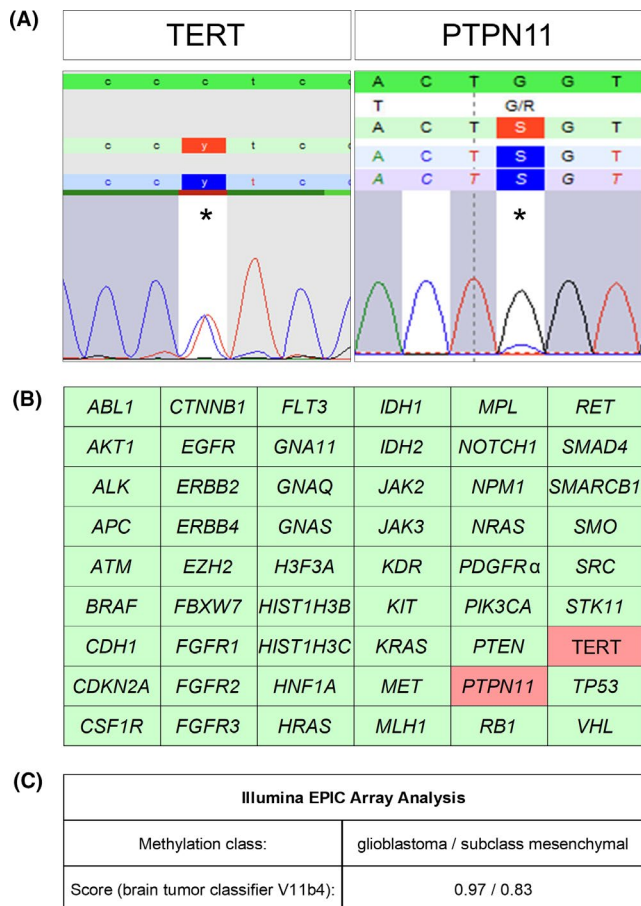 (A)
TERT PTPN11
c c c t c c
A C T G G T
T G/R
c c y t c c
A C T S G T
c c y t c c
A C T S G T
A C T S G T
* *
(B)
ABL1 CTNNB1 FLT3 IDH1 MPL RET
AKT1 EGFR GNA11 IDH2 NOTCH1 SMAD4
ALK ERBB2 GNAQ JAK2 NPM1 SMARCB1
APC ERBB4 GNAS JAK3 NRAS SMO
ATM EZH2 H3F3A KDR PDGFRα SRC
BRAF FBXW7 HIST1H3B KIT PIK3CA STK11
CDH1 FGFR1 HIST1H3C KRAS PTEN TERT
CDKN2A FGFR2 HNF1A MET PTPN11 TP53
CSF1R FGFR3 HRAS MLH1 RB1 VHL
(C)
Illumina EPIC Array Analysis
Methylation class: glioblastoma / subclass mesenchymal
Score (brain tumor classifier V11b4): 0.97 / 0.83